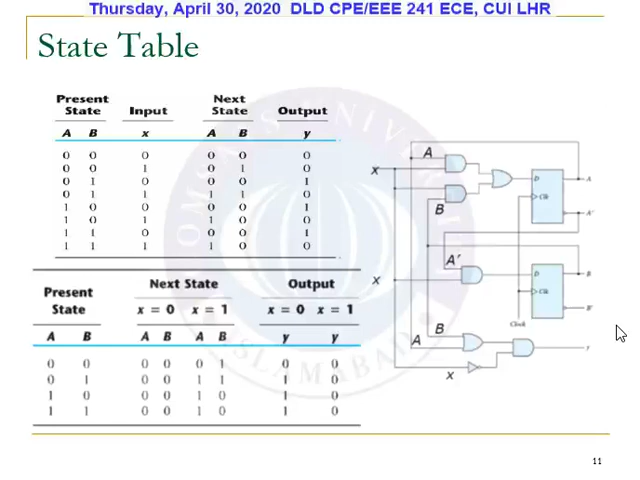 Thursday, April 30, 2020 DLD CPE/EEE 241 ECE, CUI LHR
State Table
Present State Input Next State Output
A B x A B y
0 0 0 0 0 0
0 0 1 0 1 0
0 1 0 0 0 1
0 1 1 1 1 0
1 0 0 0 0 1
1 0 1 1 0 0
1 1 0 0 0 1
1 1 1 1 0 0
Present State Next State Output
x = 0 x = 1 x = 0 x = 1
A B A B A B y y
0 0 0 0 0 1 0 0
0 1 0 0 1 1 1 0
1 0 0 0 1 0 1 0
1 1 0 0 1 0 1 0
A
x
D
A
Clk
B
A'
A'
D
B
x
Clk
B'
Clock
B
A
y
x
ISLAMABAD
11